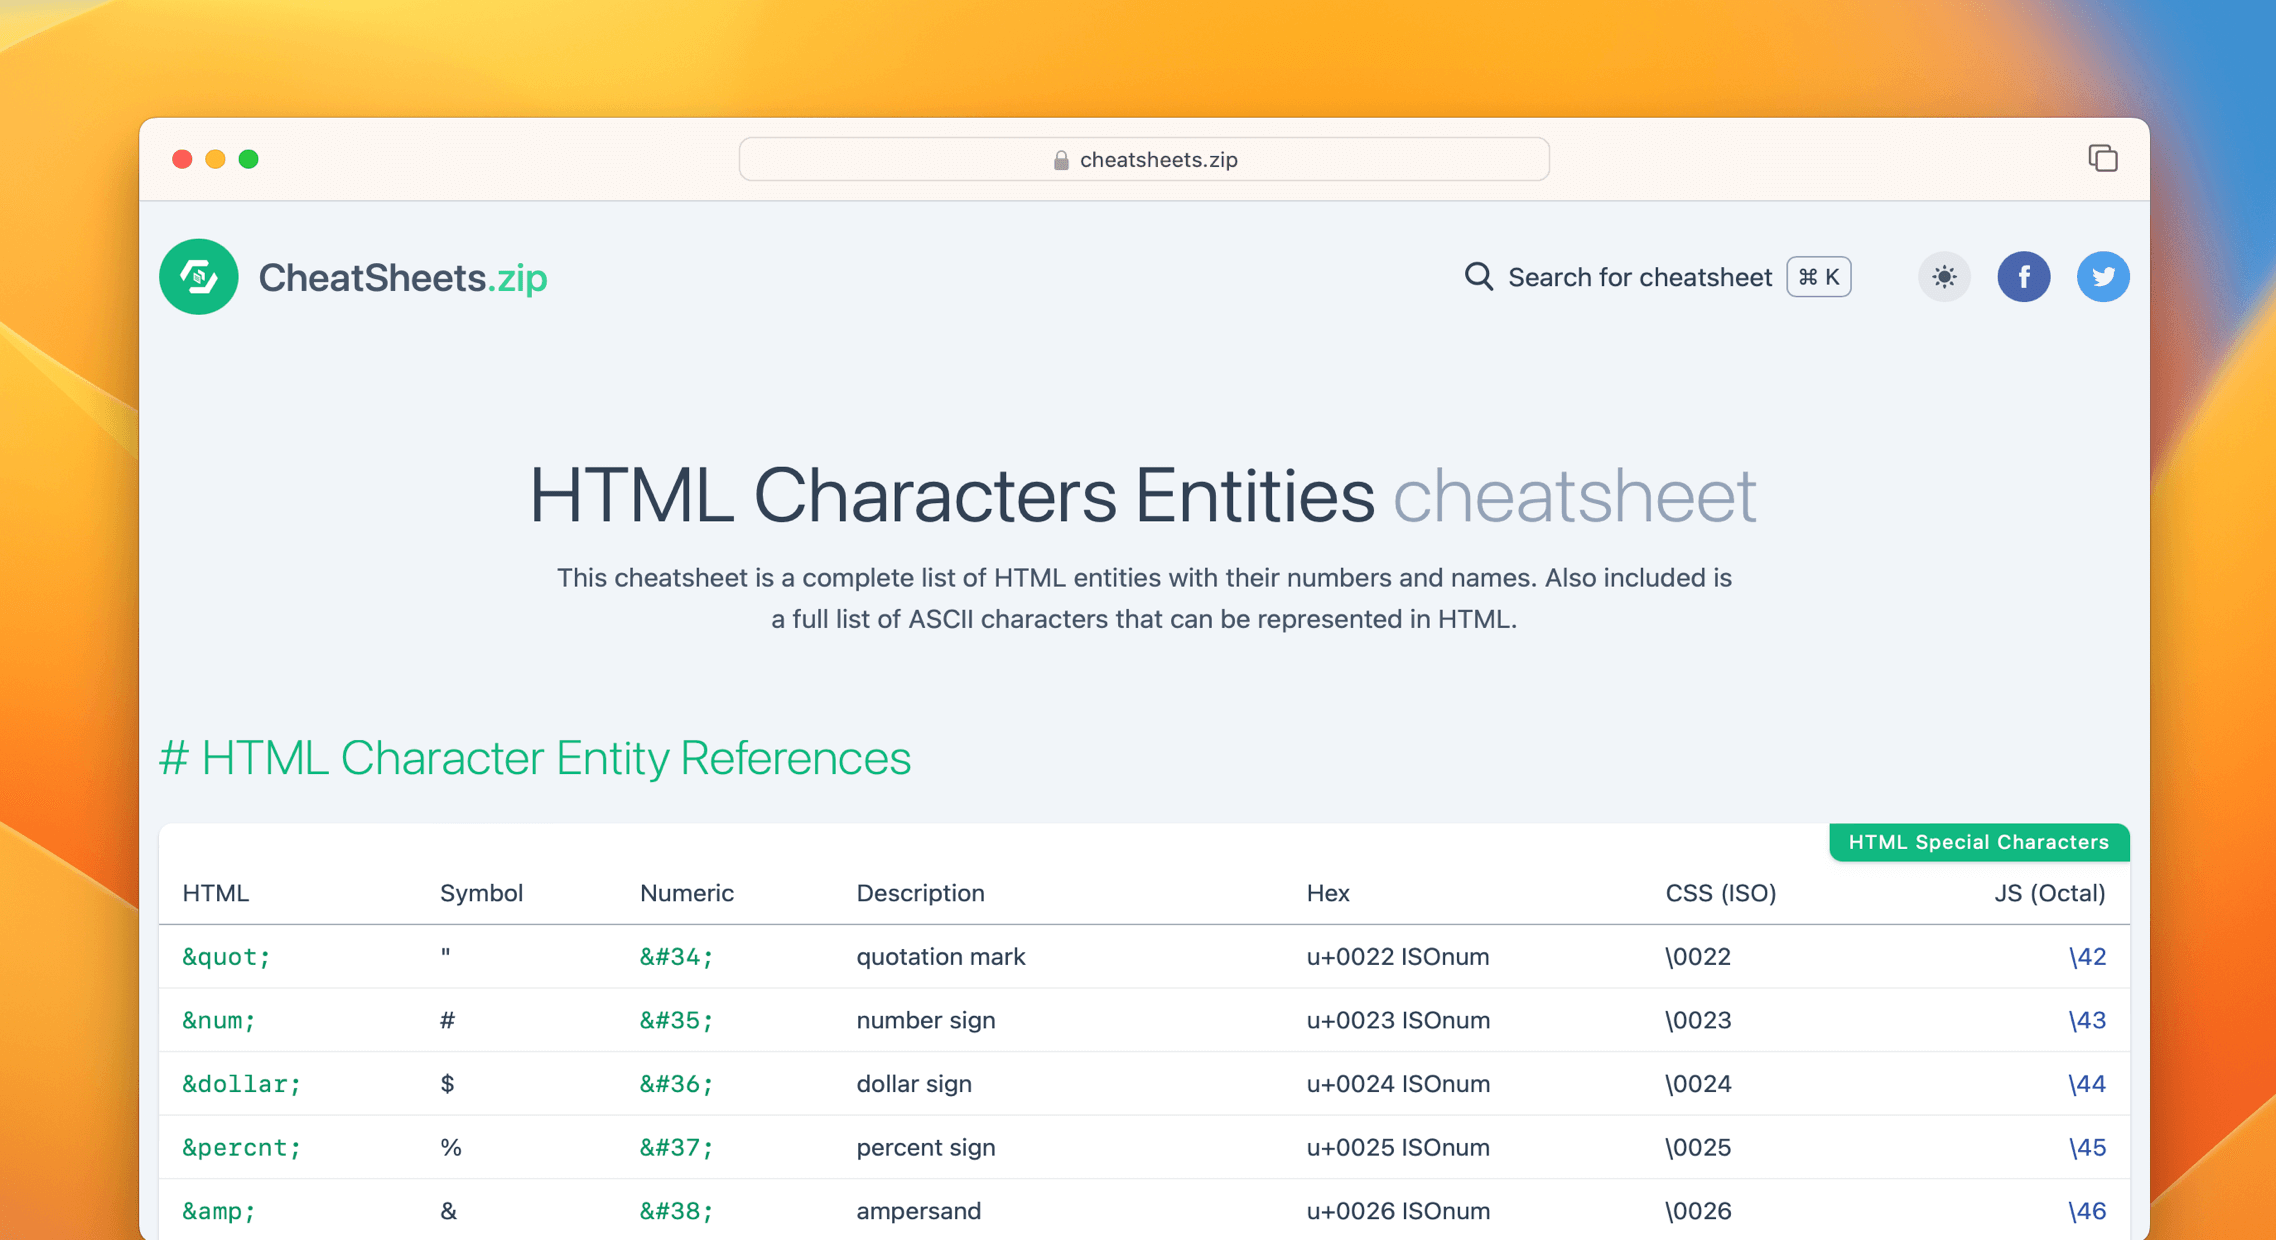 cheatsheets.zip
CheatSheets.zip
Search for cheatsheet ⌘ K
HTML Characters Entities cheatsheet
This cheatsheet is a complete list of HTML entities with their numbers and names. Also included is
a full list of ASCII characters that can be represented in HTML.
# HTML Character Entity References
HTML Special Characters
HTML Symbol Numeric Description Hex CSS (ISO) JS (Octal)
&quot; " &#34; quotation mark u+0022 ISOnum \0022 \42
&num; # &#35; number sign u+0023 ISOnum \0023 \43
&dollar; $ &#36; dollar sign u+0024 ISOnum \0024 \44
&percnt; % &#37; percent sign u+0025 ISOnum \0025 \45
&amp; & &#38; ampersand u+0026 ISOnum \0026 \46